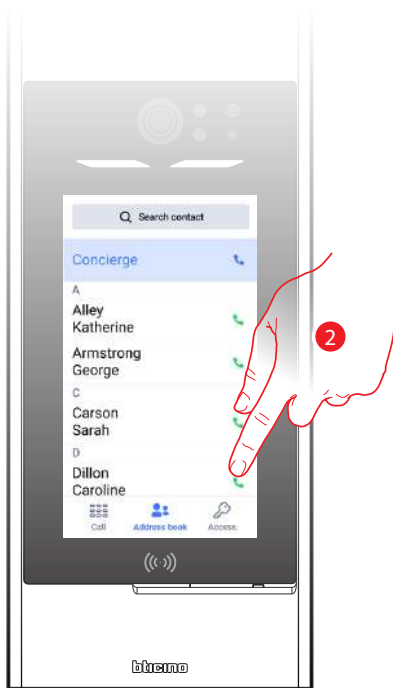 Search contact
Concierge
A
Alley
Katherine
Armstrong
George
C
Carson
Sarah
D
Dillon
Caroline
Call Address book Access
2
bticino